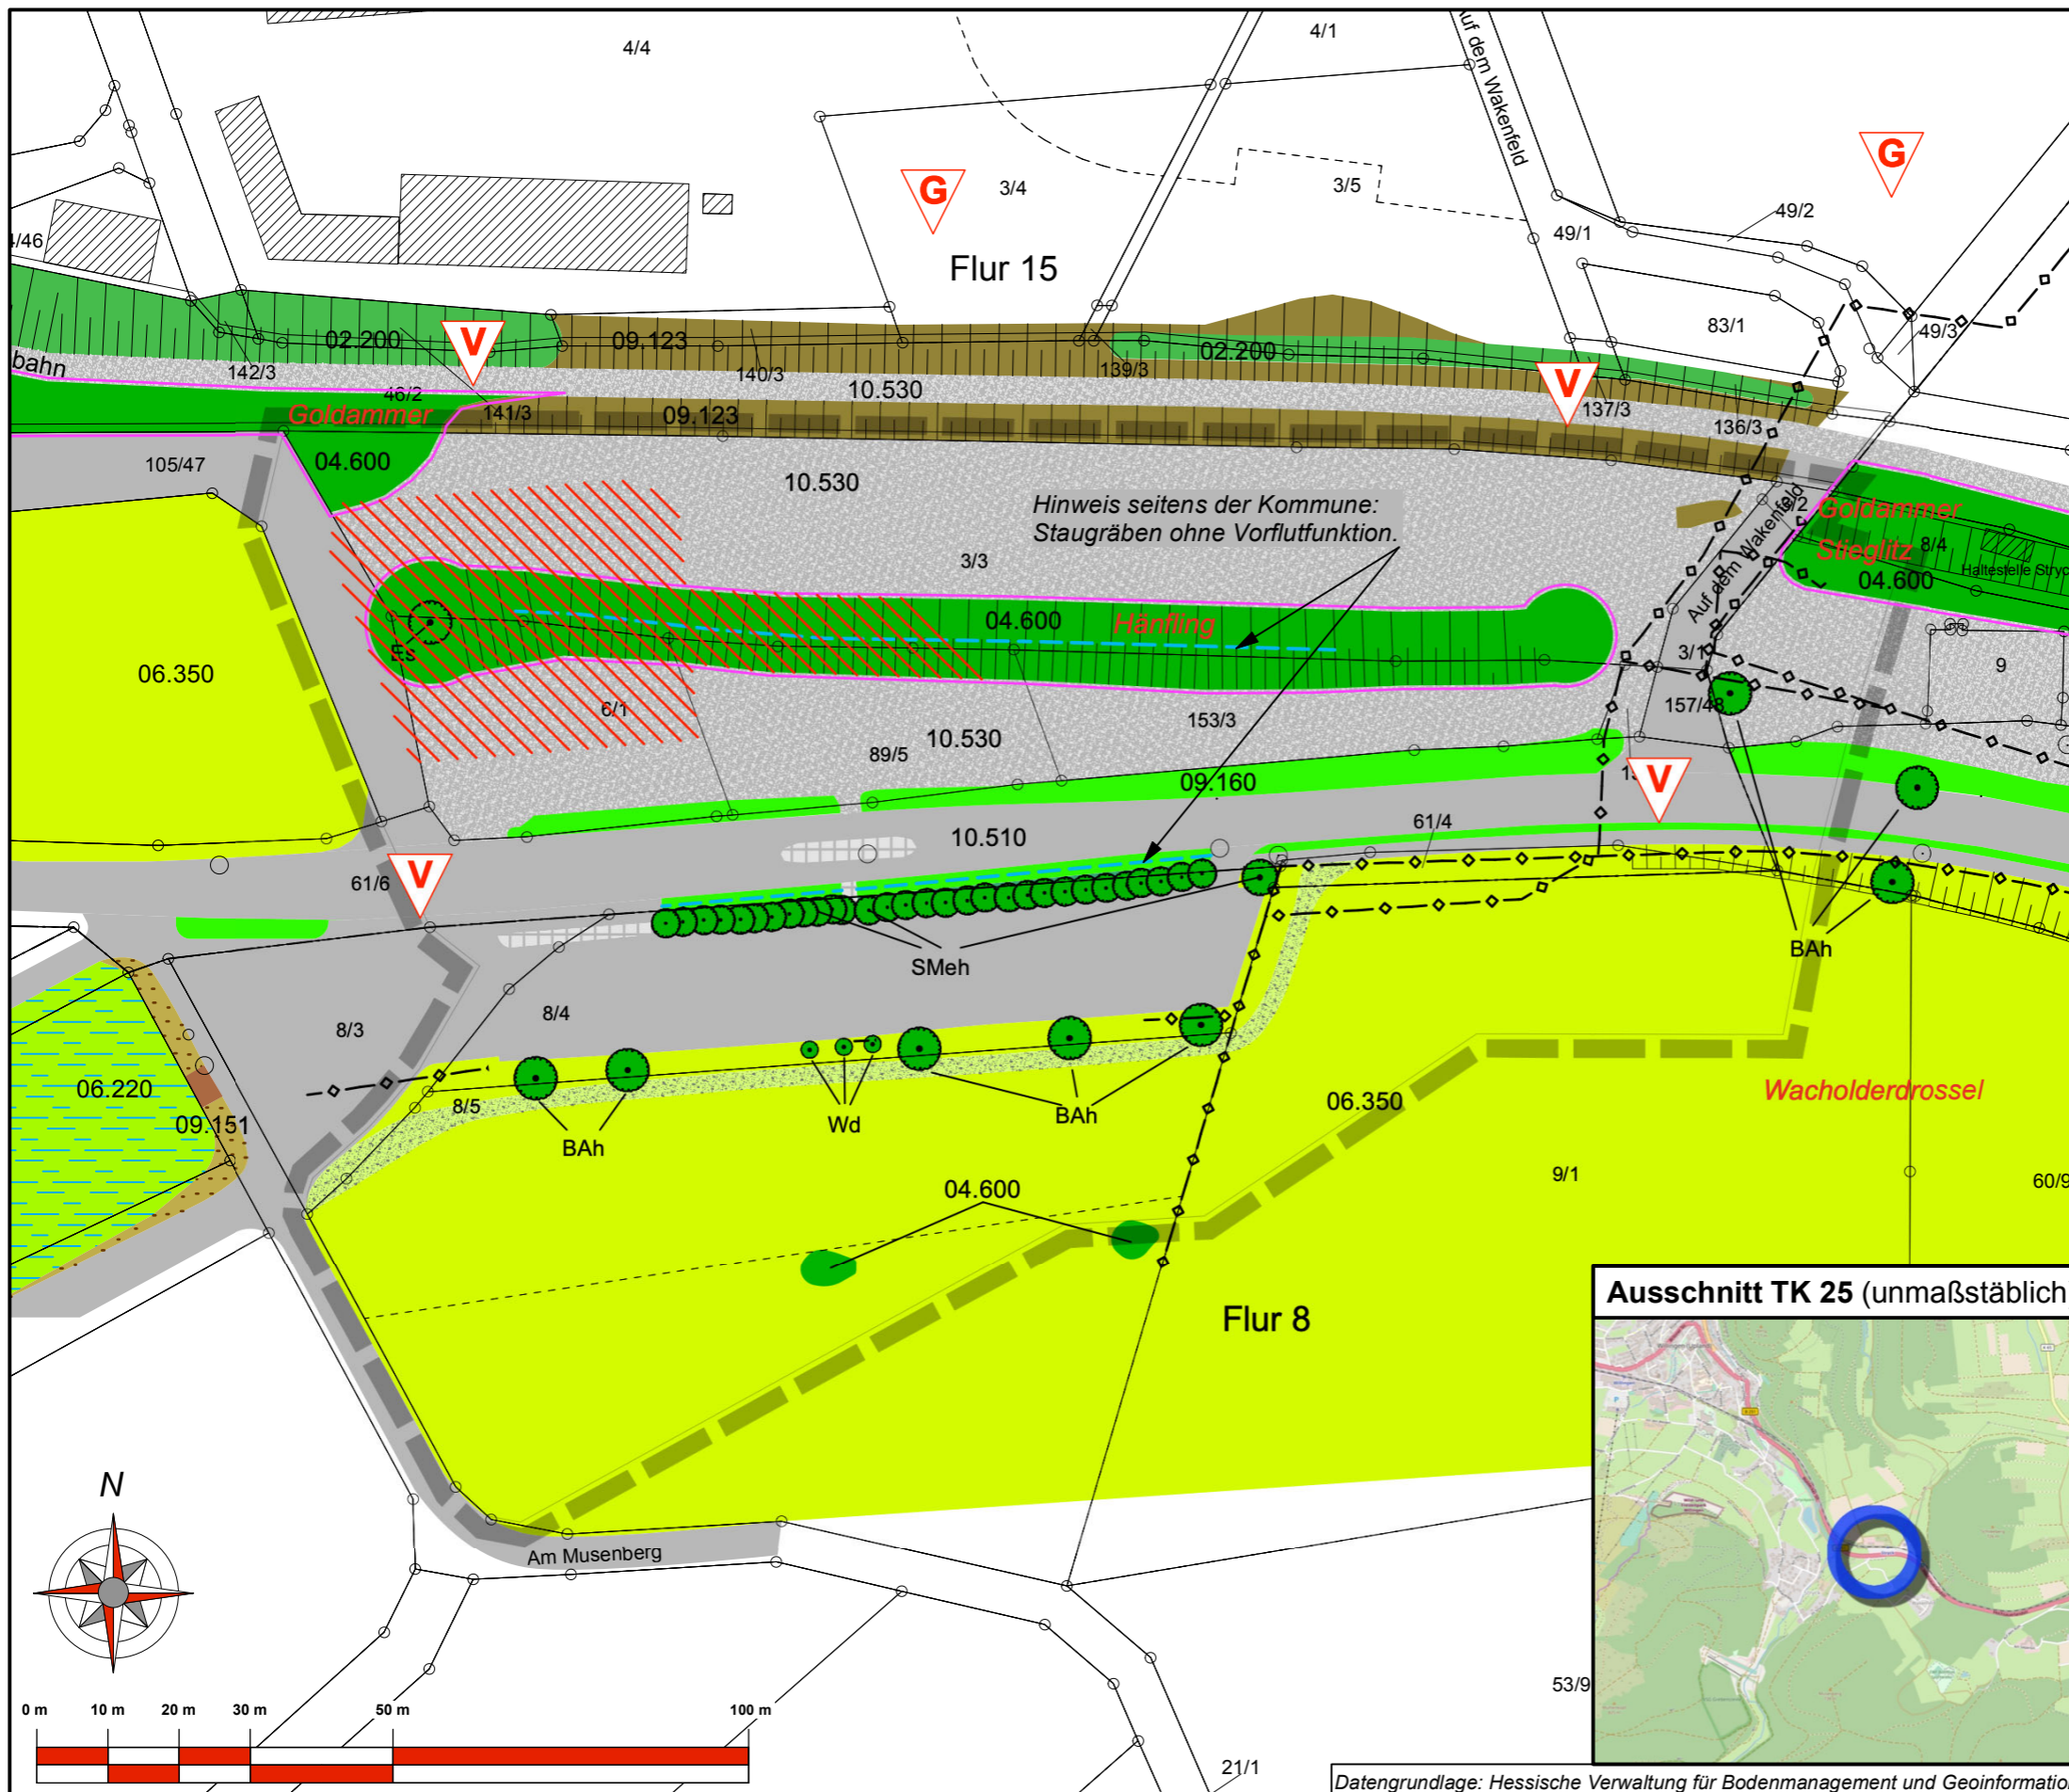 4/4
4/1
Auf dem Wakenfeld
G
G
3/4
3/5
49/2
49/1
Flur 15
83/1
49/3
02.200
V
09.123
02.200
bahn
142/3
46/2
140/3
139/3
10.530
V
137/3
136/3
Goldammer
141/3
09.123
105/47
04.600
10.530
Hinweis seitens der Kommune:
Staugräben ohne Vorflutfunktion.
3/3
Auf dem Wakenfeld
Goldammer
Stieglitz
8/4
04.600
Haltestelle Stryc
04.600
Hänfling
Es
06.350
3/1
9
6/1
153/3
157/48
10.530
89/5
09.160
V
10.510
61/4
61/6
V
SMeh
BAh
8/3
8/4
06.220
09.151
8/5
BAh
Wd
BAh
06.350
Wacholderdrossel
9/1
60/9
04.600
Flur 8
Ausschnitt TK 25 (unmaßstäblich
N
Am Musenberg
53/9
0 m 10 m 20 m 30 m 50 m 100 m
21/1
Datengrundlage: Hessische Verwaltung für Bodenmanagement und Geoinformatio